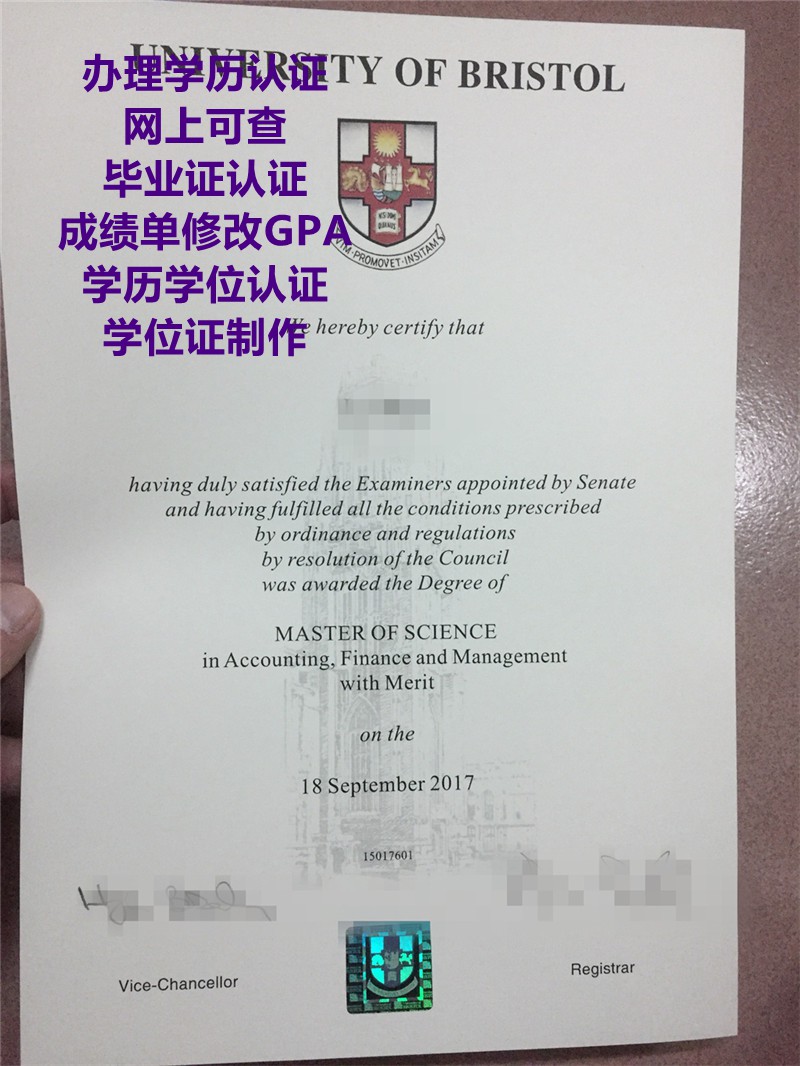 UNIVERSITY OF BRISTOL
办理学历认证
网上可查
毕业证认证
成绩单修改GPA
学历学位认证
学位证制作
VIM·PROMOVET·INSITAM
We hereby certify that
having duly satisfied the Examiners appointed by Senate
and having fulfilled all the conditions prescribed
by ordinance and regulations
by resolution of the Council
was awarded the Degree of
MASTER OF SCIENCE
in Accounting, Finance and Management
with Merit
on the
18 September 2017
15017601
Vice-Chancellor
Registrar